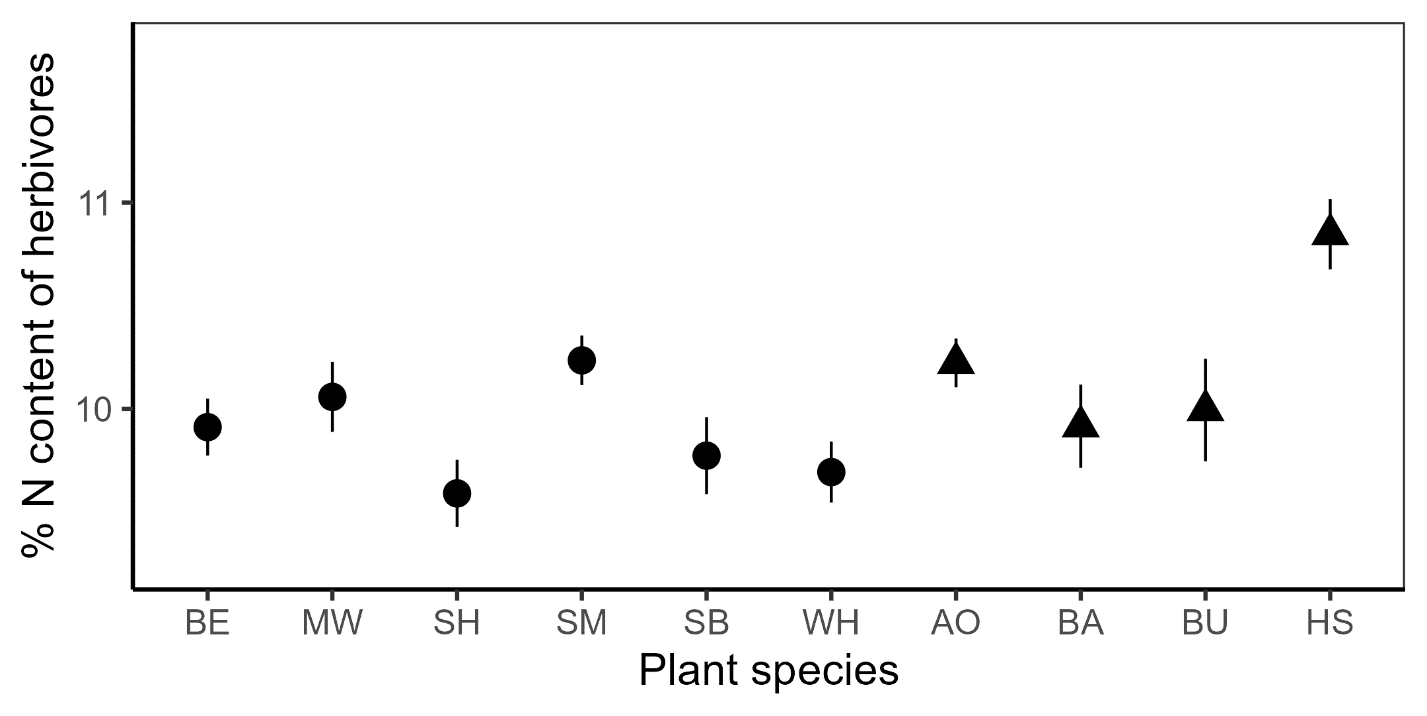 % N content of herbivores
11
10
BE MW SH SM SB WH AO BA BU HS
Plant species